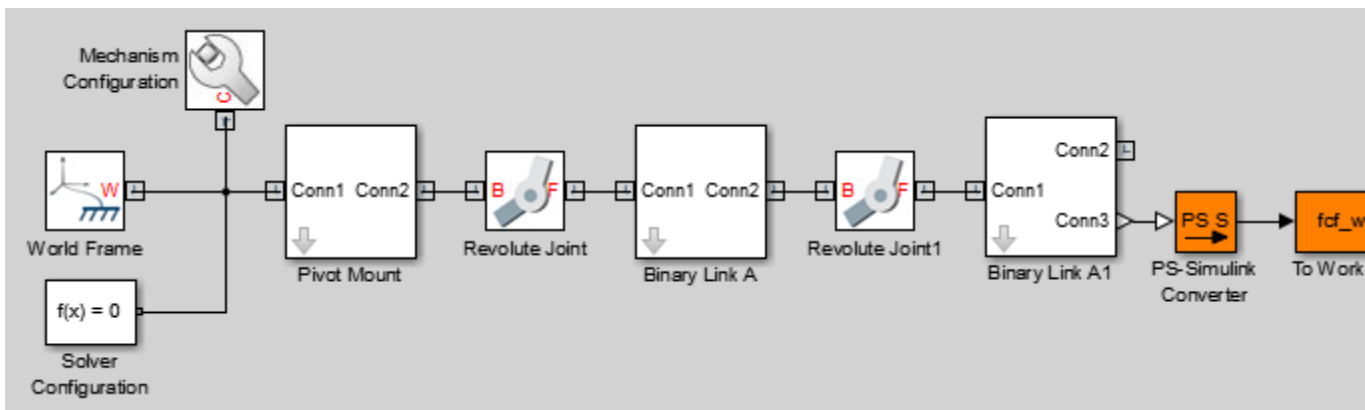 Mechanism
Configuration
C
W
World Frame
f(x) = 0
Solver
Configuration
Conn1 Conn2
Pivot Mount
B F
Revolute Joint
Conn1 Conn2
Binary Link A
B F
Revolute Joint1
Conn2
Conn1
Conn3
Binary Link A1
PS S
PS-Simulink
Converter
fcf_w
To Work